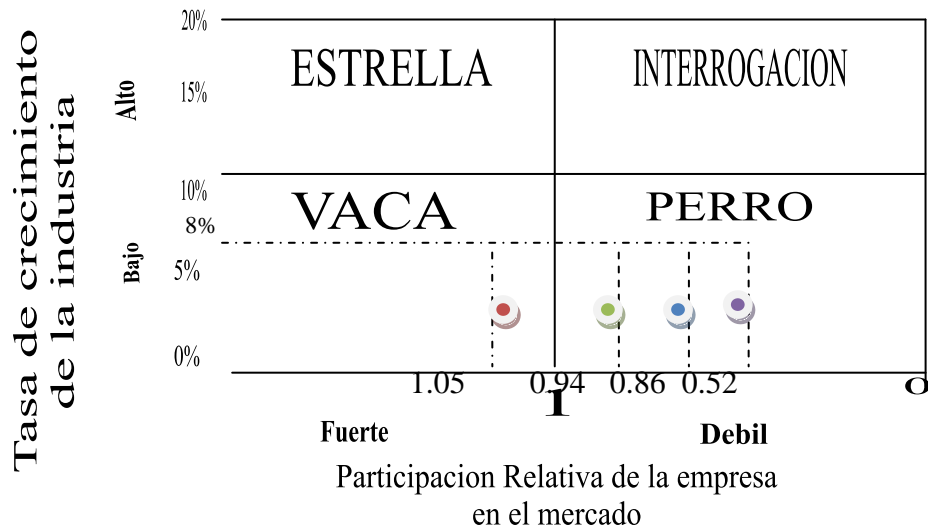 Tasa de crecimiento
de la industria
Alto
Bajo
20%
15%
10%
8%
5%
0%
ESTRELLA
INTERROGACION
VACA
PERRO
1.05
0.94
0.86
0.52
1
0
Fuerte
Debil
Participacion Relativa de la empresa
en el mercado